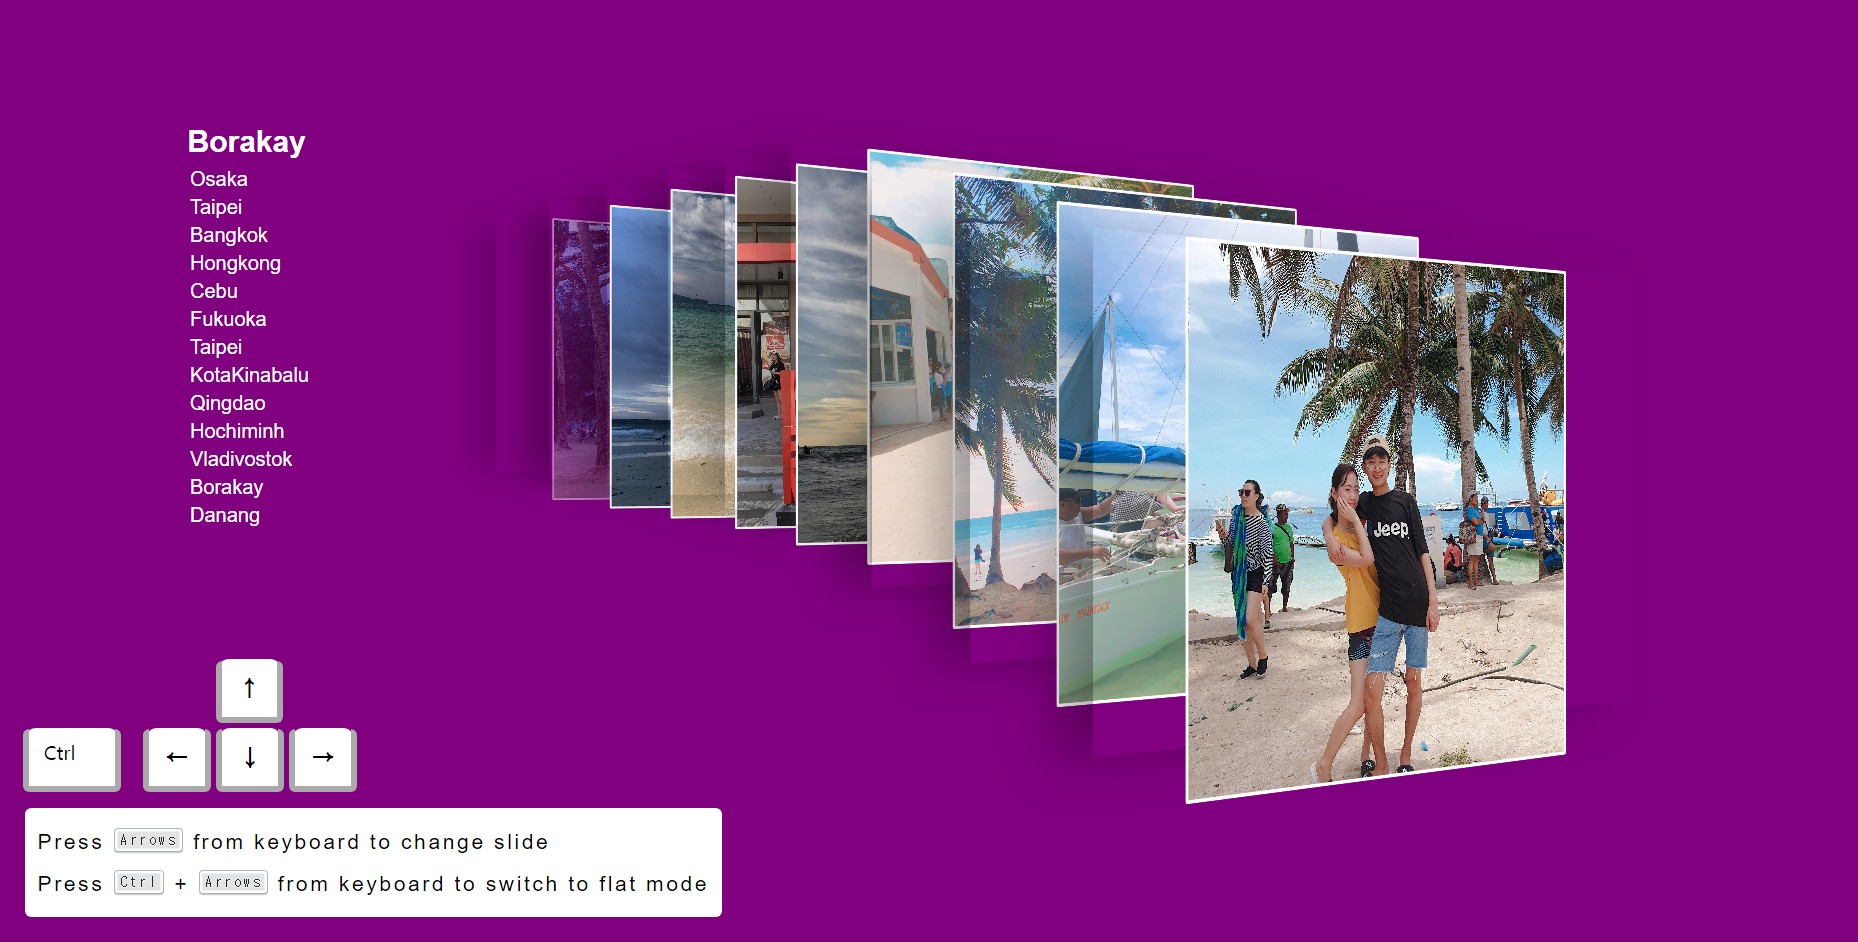 Borakay
Osaka
Taipei
Bangkok
Hongkong
Cebu
Fukuoka
Taipei
KotaKinabalu
Qingdao
Hochiminh
Vladivostok
Borakay
Danang
Jeep
↑
Ctrl ← ↓ →
Press Arrows from keyboard to change slide
Press Ctrl + Arrows from keyboard to switch to flat mode